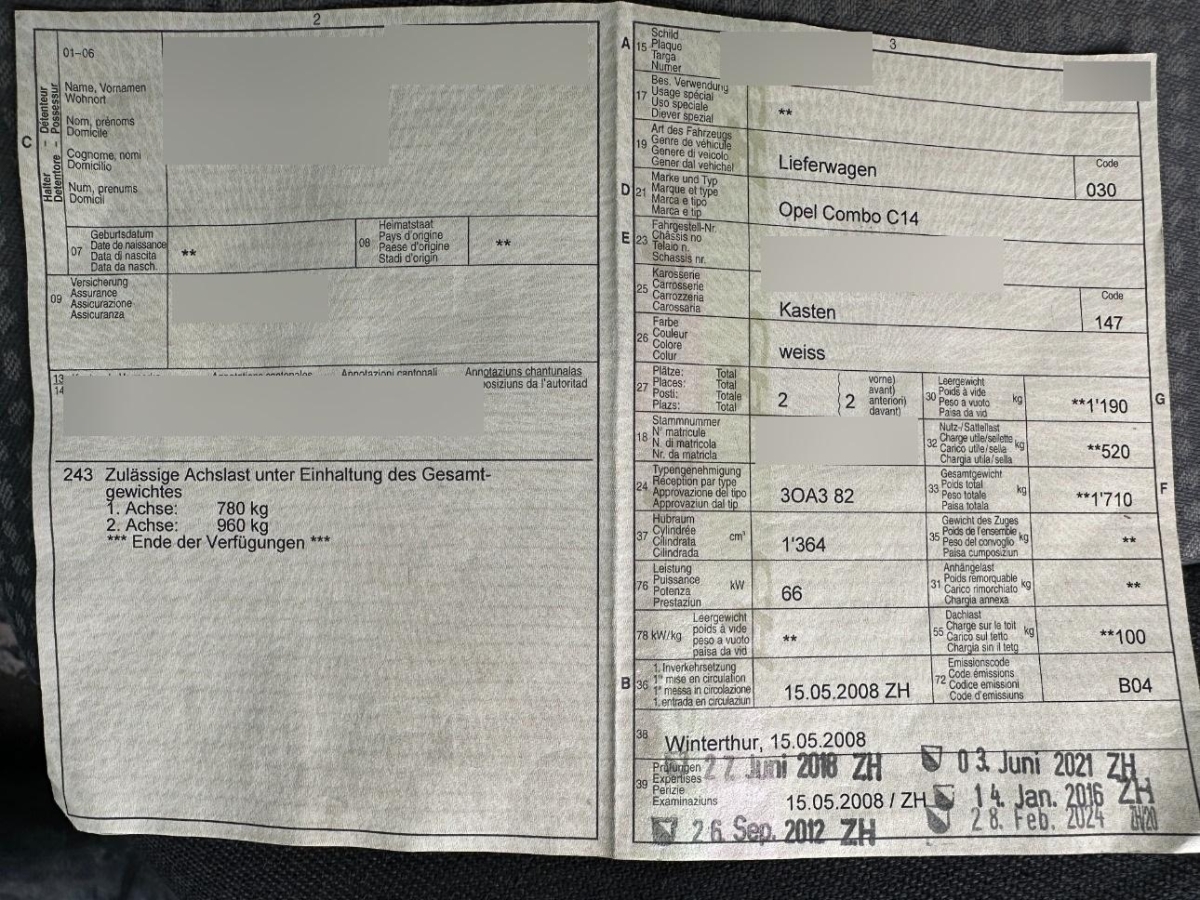 2
01–06
Name, Vornamen
Wohnort
Nom, prénoms
Domicile
Cognome, nomi
Domicilio
Num, prenums
Domicil
C
Halter – Détenteur
Detentore – Possessur
07
Geburtsdatum
Date de naissance
Data di nascita
Data da nasch.
**
08
Heimatstaat
Pays d'origine
Paese d'origine
Stadi d'origin
**
09
Versicherung
Assurance
Assicurazione
Assicuranza
13
14
Annotazioni cantonali
Annotaziuns chantunalas
posiziuns da l'autoritad
243 Zulässige Achslast unter Einhaltung des Gesamt-
gewichtes
1. Achse: 780 kg
2. Achse: 960 kg
*** Ende der Verfügungen ***
3
A
15
Schild
Plaque
Targa
Numer
17
Bes. Verwendung
Usage spécial
Uso speciale
Diever spezial
**
19
Art des Fahrzeugs
Genre de véhicule
Genere di veicolo
Gener dal vehichel
Lieferwagen
Code
030
D
21
Marke und Typ
Marque et type
Marca e tipo
Marca e tip
Opel Combo C14
E
23
Fahrgestell-Nr.
Châssis no
Telaio n.
Schassis nr.
25
Karosserie
Carrosserie
Carrozzeria
Carossaria
Kasten
Code
147
26
Farbe
Couleur
Colore
Colur
weiss
27
Plätze: Total
Places: Total
Posti: Totale
Plazs: Total
2
2
vorne)
avant)
anteriori)
davant)
30
Leergewicht
Poids à vide
Peso a vuoto
Paisa da vid
kg
**1'190
G
18
Stammnummer
N° matricule
N. di matricola
Nr. da matricla
32
Nutz-/Sattellast
Charge utile/sellette
Carico utile/sella
Chargia utila/sella
kg
**520
24
Typengenehmigung
Réception par type
Approvazione del tipo
Approvaziun dal tip
3OA3 82
33
Gesamtgewicht
Poids total
Peso totale
Paisa totala
kg
**1'710
F
37
Hubraum
Cylindrée
Cilindrata
Cilindrada
cm³
1'364
35
Gewicht des Zuges
Poids de l'ensemble
Peso del convoglio
Paisa cumposiziun
kg
**
76
Leistung
Puissance
Potenza
Prestaziun
kW
66
31
Anhängelast
Poids remorquable
Carico rimorchiato
Chargia annexa
kg
**
78 kW/kg
Leergewicht
poids à vide
peso a vuoto
paisa da vid
**
55
Dachlast
Charge sur le toit
Carico sul tetto
Chargia sin il tetg
kg
**100
B
36
1. Inverkehrsetzung
1re mise en circulation
1a messa in circolazione
1. entrada en circulaziun
15.05.2008 ZH
72
Emissionscode
Code émissions
Codice emissioni
Code d'emissiuns
B04
38
Winterthur, 15.05.2008
39
Prüfungen
Expertises
Perizie
Examinaziuns
27. Juni 2018 ZH
03. Juni 2021 ZH
15.05.2008 / ZH
14. Jan. 2016 ZH
26. Sep. 2012 ZH
28. Feb. 2024 ZH/20